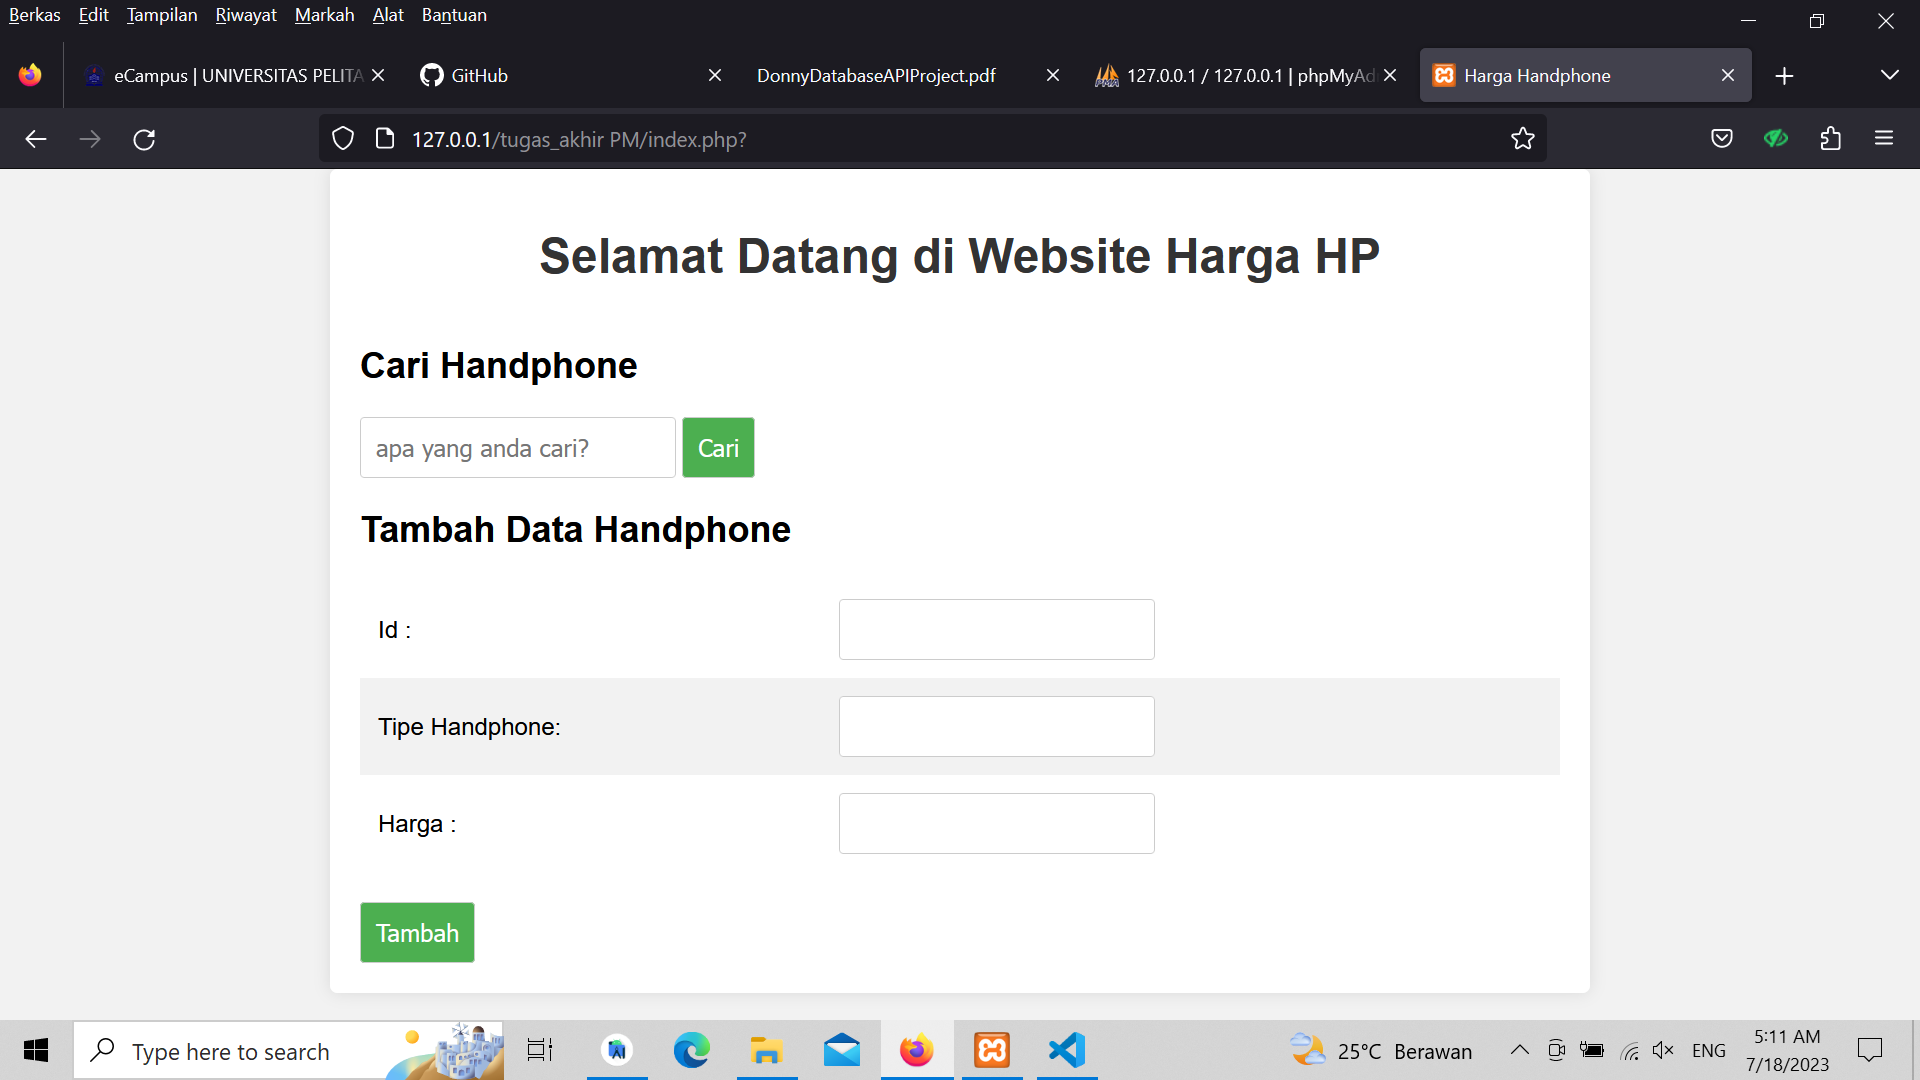 Berkas Edit Tampilan Riwayat Markah Alat Bantuan
eCampus | UNIVERSITAS PELITA
GitHub
DonnyDatabaseAPIProject.pdf
127.0.0.1 / 127.0.0.1 | phpMyAd
Harga Handphone
127.0.0.1/tugas_akhir PM/index.php?
Selamat Datang di Website Harga HP
Cari Handphone
apa yang anda cari? Cari
Tambah Data Handphone
Id :
Tipe Handphone:
Harga :
Tambah
Type here to search
25°C Berawan
ENG
5:11 AM
7/18/2023